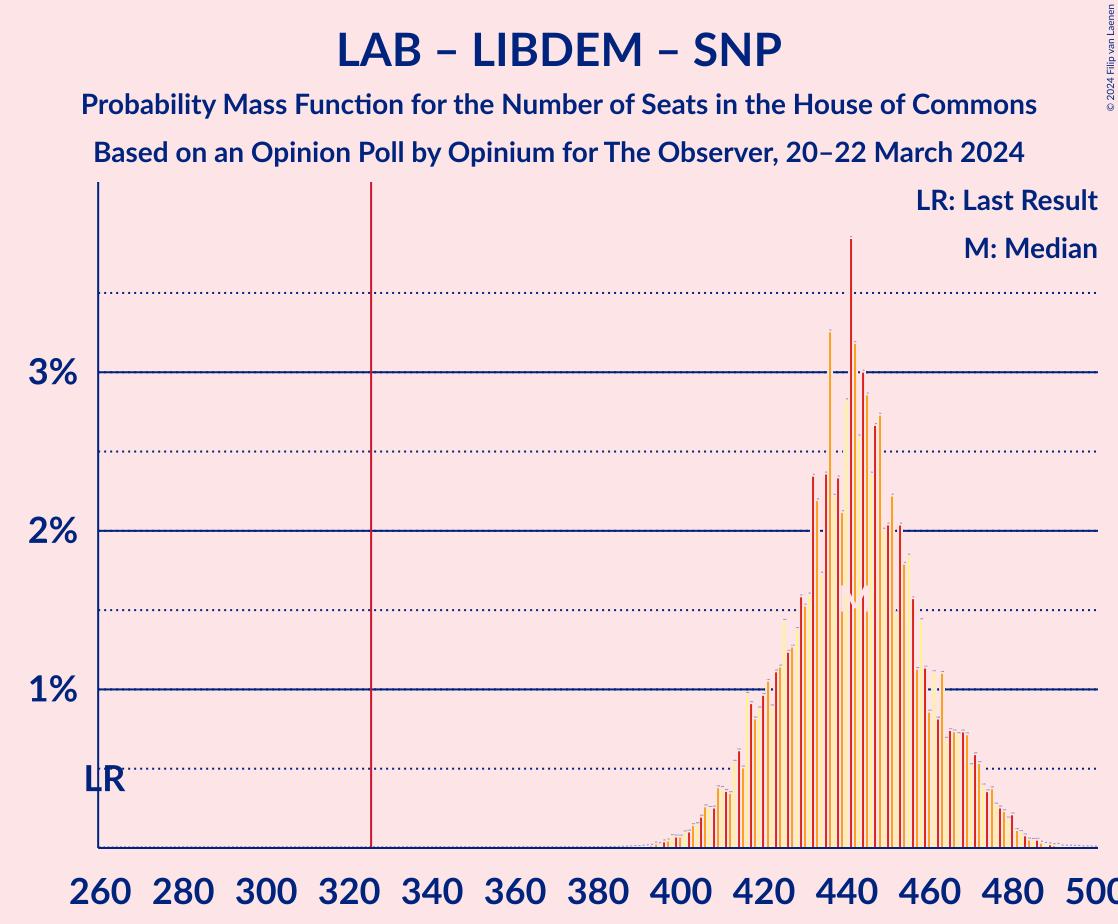 LAB – LIBDEM – SNP
Probability Mass Function for the Number of Seats in the House of Commons
Based on an Opinion Poll by Opinium for The Observer, 20–22 March 2024
© 2024 Filip van Laenen
LR: Last Result
M: Median
3%
2%
1%
M
LR
260 280 300 320 340 360 380 400 420 440 460 480 500